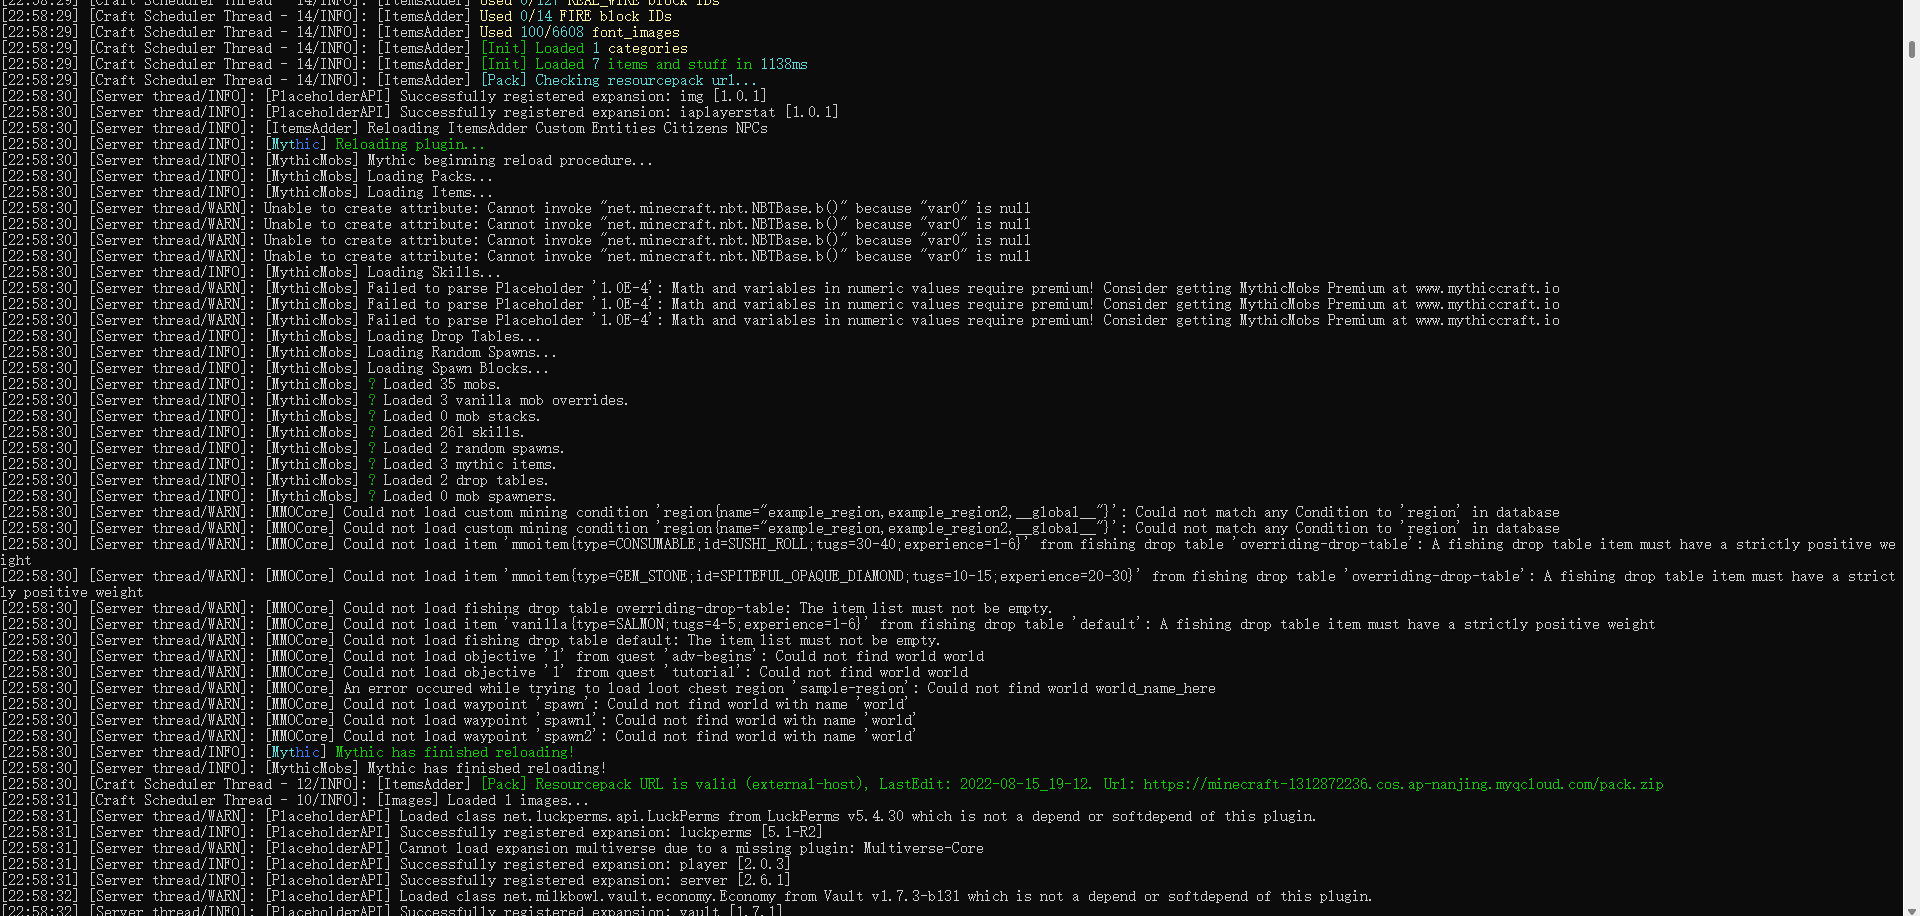 [22:58:29] [Craft Scheduler Thread - 14/INFO]: [ItemsAdder] Used 0/127 REAL_WIRE block IDs
[22:58:29] [Craft Scheduler Thread - 14/INFO]: [ItemsAdder] Used 0/14 FIRE block IDs
[22:58:29] [Craft Scheduler Thread - 14/INFO]: [ItemsAdder] Used 100/6608 font_images
[22:58:29] [Craft Scheduler Thread - 14/INFO]: [ItemsAdder] [Init] Loaded 1 categories
[22:58:29] [Craft Scheduler Thread - 14/INFO]: [ItemsAdder] [Init] Loaded 7 items and stuff in 1138ms
[22:58:29] [Craft Scheduler Thread - 14/INFO]: [ItemsAdder] [Pack] Checking resourcepack url...
[22:58:30] [Server thread/INFO]: [PlaceholderAPI] Successfully registered expansion: img [1.0.1]
[22:58:30] [Server thread/INFO]: [PlaceholderAPI] Successfully registered expansion: iaplayerstat [1.0.1]
[22:58:30] [Server thread/INFO]: [ItemsAdder] Reloading ItemsAdder Custom Entities Citizens NPCs
[22:58:30] [Server thread/INFO]: [Mythic] Reloading plugin...
[22:58:30] [Server thread/INFO]: [MythicMobs] Mythic beginning reload procedure...
[22:58:30] [Server thread/INFO]: [MythicMobs] Loading Packs...
[22:58:30] [Server thread/INFO]: [MythicMobs] Loading Items...
[22:58:30] [Server thread/WARN]: Unable to create attribute: Cannot invoke "net.minecraft.nbt.NBTBase.b()" because "var0" is null
[22:58:30] [Server thread/WARN]: Unable to create attribute: Cannot invoke "net.minecraft.nbt.NBTBase.b()" because "var0" is null
[22:58:30] [Server thread/WARN]: Unable to create attribute: Cannot invoke "net.minecraft.nbt.NBTBase.b()" because "var0" is null
[22:58:30] [Server thread/WARN]: Unable to create attribute: Cannot invoke "net.minecraft.nbt.NBTBase.b()" because "var0" is null
[22:58:30] [Server thread/INFO]: [MythicMobs] Loading Skills...
[22:58:30] [Server thread/INFO]: [MythicMobs] Failed to parse Placeholder '1.0E-4': Math and variables in numeric values require premium! Consider getting MythicMobs Premium at www.mythiccraft.io
[22:58:30] [Server thread/INFO]: [MythicMobs] Failed to parse Placeholder '1.0E-4': Math and variables in numeric values require premium! Consider getting MythicMobs Premium at www.mythiccraft.io
[22:58:30] [Server thread/INFO]: [MythicMobs] Failed to parse Placeholder '1.0E-4': Math and variables in numeric values require premium! Consider getting MythicMobs Premium at www.mythiccraft.io
[22:58:30] [Server thread/INFO]: [MythicMobs] Loading Drop Tables...
[22:58:30] [Server thread/INFO]: [MythicMobs] Loading Random Spawns...
[22:58:30] [Server thread/INFO]: [MythicMobs] Loading Spawn Blocks...
[22:58:30] [Server thread/INFO]: [MythicMobs] ? Loaded 35 mobs.
[22:58:30] [Server thread/INFO]: [MythicMobs] ? Loaded 3 vanilla mob overrides.
[22:58:30] [Server thread/INFO]: [MythicMobs] ? Loaded 0 mob stacks.
[22:58:30] [Server thread/INFO]: [MythicMobs] ? Loaded 261 skills.
[22:58:30] [Server thread/INFO]: [MythicMobs] ? Loaded 2 random spawns.
[22:58:30] [Server thread/INFO]: [MythicMobs] ? Loaded 3 mythic items.
[22:58:30] [Server thread/INFO]: [MythicMobs] ? Loaded 2 drop tables.
[22:58:30] [Server thread/INFO]: [MythicMobs] ? Loaded 0 mob spawners.
[22:58:30] [Server thread/WARN]: [MMOCore] Could not load custom mining condition 'region{name="example_region,example_region2,__global__"}': Could not match any Condition to 'region' in database
[22:58:30] [Server thread/WARN]: [MMOCore] Could not load custom mining condition 'region{name="example_region,example_region2,__global__"}': Could not match any Condition to 'region' in database
[22:58:30] [Server thread/WARN]: [MMOCore] Could not load item 'mmoitem{type=CONSUMABLE;id=SUSHI_ROLL;tugs=30-40;experience=1-6}' from fishing drop table 'overriding-drop-table': A fishing drop table item must have a strictly positive we
ight
[22:58:30] [Server thread/WARN]: [MMOCore] Could not load item 'mmoitem{type=GEM_STONE;id=SPITEFUL_OPAQUE_DIAMOND;tugs=10-15;experience=20-30}' from fishing drop table 'overriding-drop-table': A fishing drop table item must have a strict
ly positive weight
[22:58:30] [Server thread/WARN]: [MMOCore] Could not load fishing drop table overriding-drop-table: The item list must not be empty.
[22:58:30] [Server thread/WARN]: [MMOCore] Could not load item 'vanilla{type=SALMON;tugs=4-5;experience=1-6}' from fishing drop table 'default': A fishing drop table item must have a strictly positive weight
[22:58:30] [Server thread/WARN]: [MMOCore] Could not load fishing drop table default: The item list must not be empty.
[22:58:30] [Server thread/WARN]: [MMOCore] Could not load objective '1' from quest 'adv-begins': Could not find world world
[22:58:30] [Server thread/WARN]: [MMOCore] Could not load objective '1' from quest 'tutorial': Could not find world world
[22:58:30] [Server thread/WARN]: [MMOCore] An error occured while trying to load loot chest region 'sample-region': Could not find world world_name_here
[22:58:30] [Server thread/WARN]: [MMOCore] Could not load waypoint 'spawn': Could not find world with name 'world'
[22:58:30] [Server thread/WARN]: [MMOCore] Could not load waypoint 'spawn1': Could not find world with name 'world'
[22:58:30] [Server thread/WARN]: [MMOCore] Could not load waypoint 'spawn2': Could not find world with name 'world'
[22:58:30] [Server thread/INFO]: [Mythic] Mythic has finished reloading!
[22:58:30] [Server thread/INFO]: [MythicMobs] Mythic has finished reloading!
[22:58:30] [Craft Scheduler Thread - 12/INFO]: [ItemsAdder] [Pack] Resourcepack URL is valid (external-host), LastEdit: 2022-08-15_19-12. Url: https://minecraft-1312872236.cos.ap-nanjing.myqcloud.com/pack.zip
[22:58:31] [Craft Scheduler Thread - 10/INFO]: [Images] Loaded 1 images...
[22:58:31] [Server thread/WARN]: [PlaceholderAPI] Loaded class net.luckperms.api.LuckPerms from LuckPerms v5.4.30 which is not a depend or softdepend of this plugin.
[22:58:31] [Server thread/INFO]: [PlaceholderAPI] Successfully registered expansion: luckperms [5.1-R2]
[22:58:31] [Server thread/WARN]: [PlaceholderAPI] Cannot load expansion multiverse due to a missing plugin: Multiverse-Core
[22:58:31] [Server thread/INFO]: [PlaceholderAPI] Successfully registered expansion: player [2.0.3]
[22:58:31] [Server thread/INFO]: [PlaceholderAPI] Successfully registered expansion: server [2.6.1]
[22:58:32] [Server thread/WARN]: [PlaceholderAPI] Loaded class net.milkbowl.vault.economy.Economy from Vault v1.7.3-b131 which is not a depend or softdepend of this plugin.
[22:58:32] [Server thread/INFO]: [PlaceholderAPI] Successfully registered expansion: vault [1.7.1]